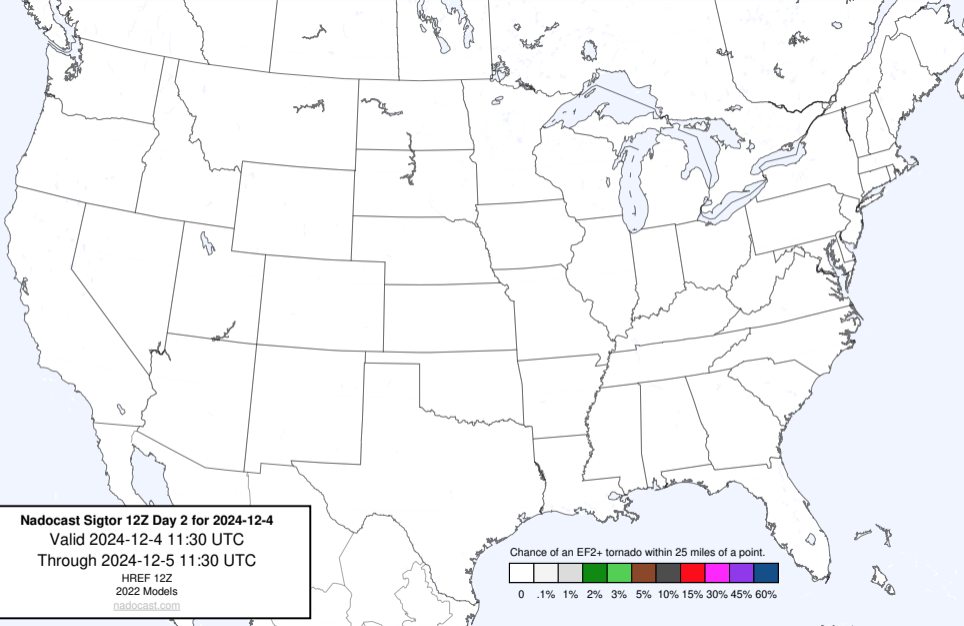 Nadocast Sigtor 12Z Day 2 for 2024-12-4
Valid 2024-12-4 11:30 UTC
Through 2024-12-5 11:30 UTC
HREF 12Z
2022 Models
nadocast.com
Chance of an EF2+ tornado within 25 miles of a point.
0 .1% 1% 2% 3% 5% 10% 15% 30% 45% 60%